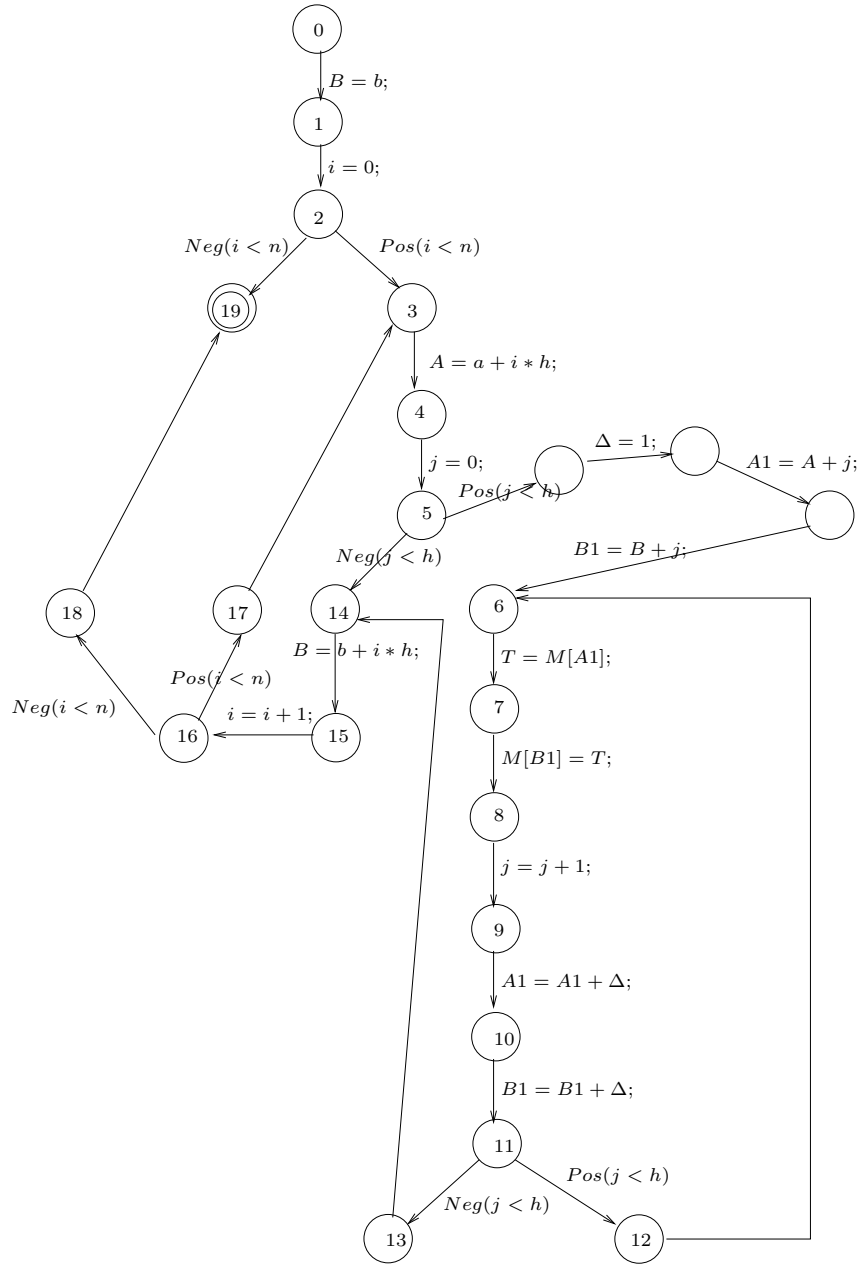 0
B = b;
1
i = 0;
2
Neg(i < n)
Pos(i < n)
19
3
A = a + i ∗ h;
4
j = 0;
Δ = 1;
A1 = A + j;
Pos(j < h)
5
Neg(j < h)
B1 = B + j;
18
17
14
6
B = b + i ∗ h;
T = M[A1];
Pos(i < n)
Neg(i < n)
i = i + 1;
16
15
7
M[B1] = T;
8
j = j + 1;
9
A1 = A1 + Δ;
10
B1 = B1 + Δ;
11
Pos(j < h)
Neg(j < h)
13
12